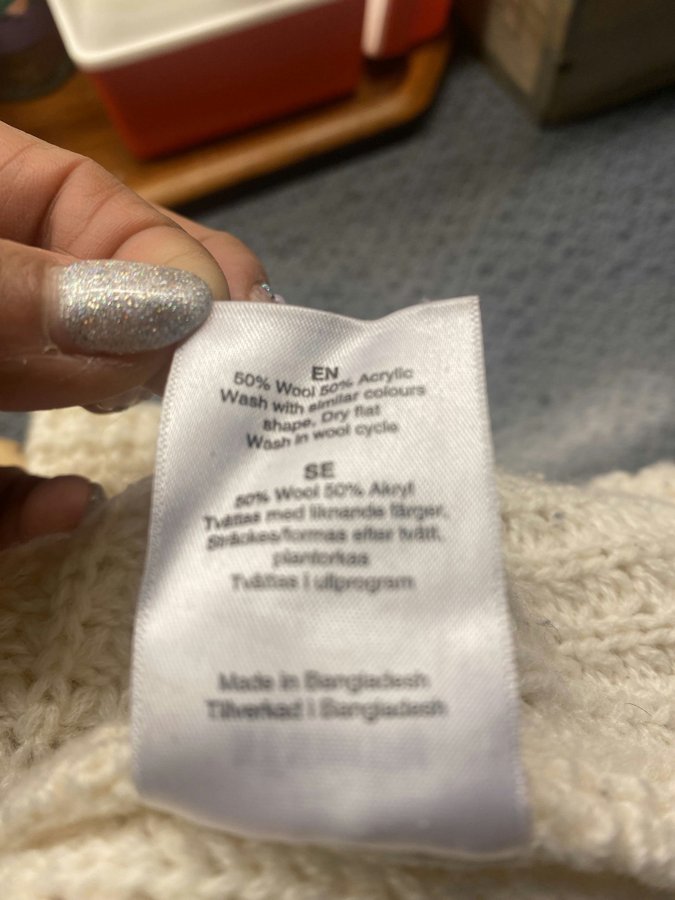 EN
50% Wool 50% Acrylic
Wash with similar colours
shape, Dry flat
Wash in wool cycle
SE
50% Wool 50% Akryl
Tvättas med liknande färger.
Sträckes/formas efter tvätt,
plantorkas
Tvättas i ullprogram
Made in Bangladesh
Tillverkad i Bangladesh